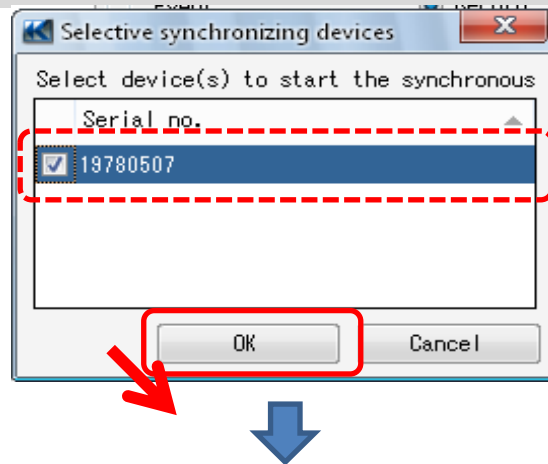 Selective synchronizing devices
Select device(s) to start the synchronous
Serial no.
19780507
OK
Cancel